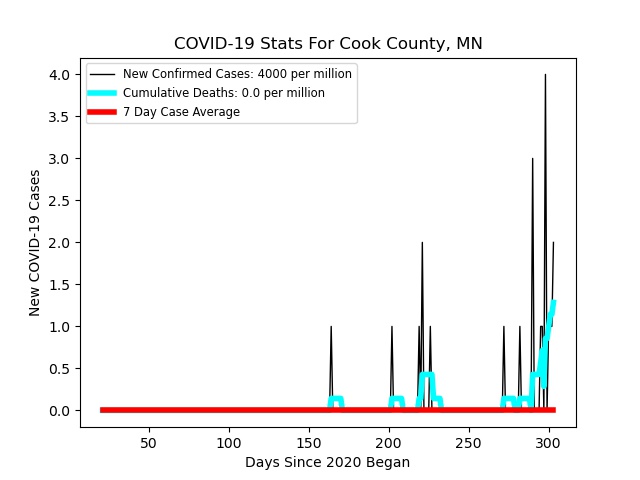 COVID-19 Stats For Cook County, MN
New Confirmed Cases: 4000 per million
Cumulative Deaths: 0.0 per million
7 Day Case Average
4.0
3.5
3.0
2.5
2.0
1.5
1.0
0.5
0.0
New COVID-19 Cases
50 100 150 200 250 300
Days Since 2020 Began